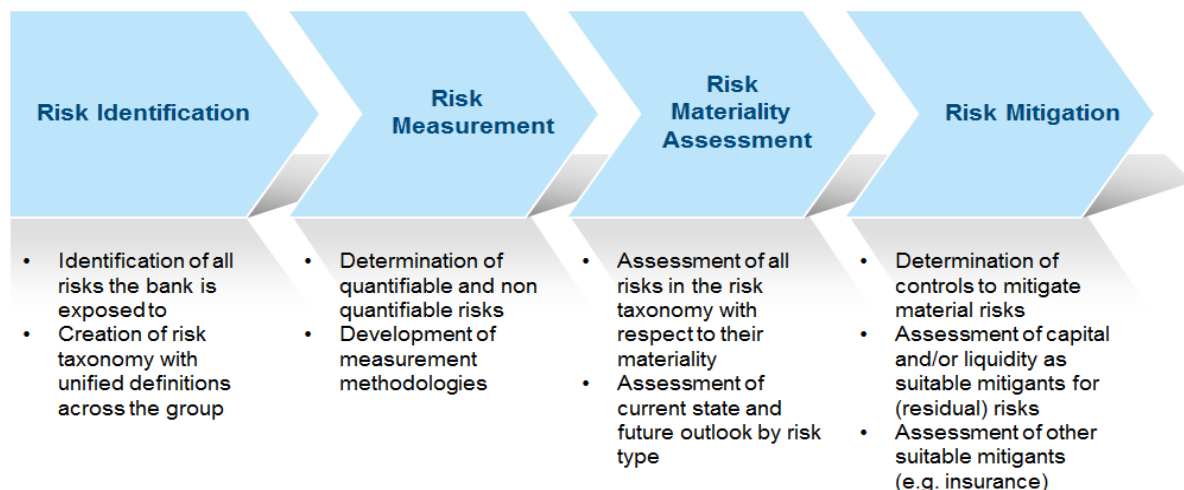 Risk Identification
Risk
Measurement
Risk
Materiality
Assessment
Risk Mitigation
• Identification of all
risks the bank is
exposed to
• Creation of risk
taxonomy with
unified definitions
across the group
• Determination of
quantifiable and non
quantifiable risks
• Development of
measurement
methodologies
• Assessment of all
risks in the risk
taxonomy with
respect to their
materiality
• Assessment of
current state and
future outlook by risk
type
• Determination of
controls to mitigate
material risks
• Assessment of capital
and/or liquidity as
suitable mitigants for
(residual) risks
• Assessment of other
suitable mitigants
(e.g. insurance)